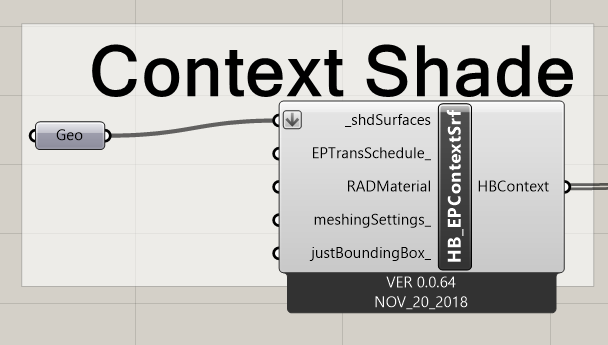 Context Shade
Geo
_shdSurfaces
EPTransSchedule_
RADMaterial
meshingSettings_
justBoundingBox_
HB_EPContextSrf
HBContext
VER 0.0.64
NOV_20_2018